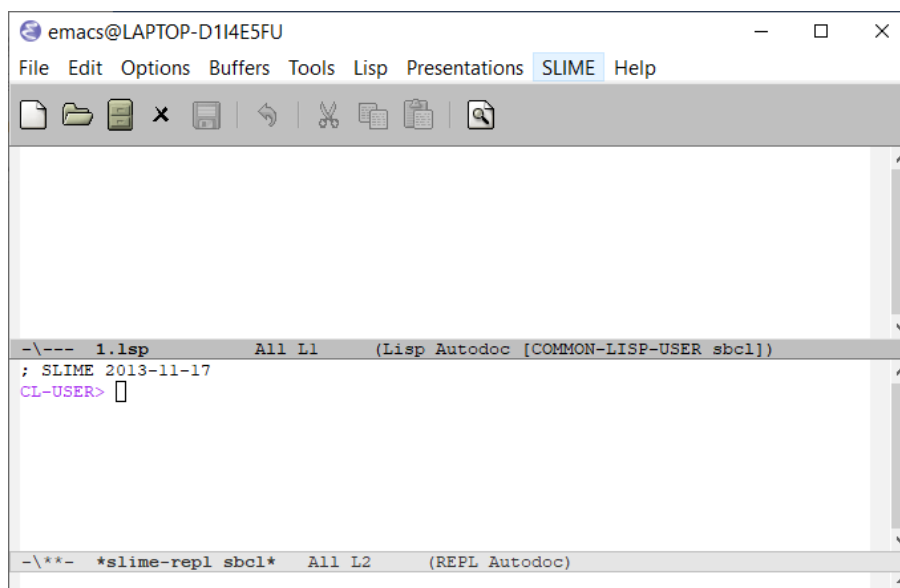 emacs@LAPTOP-D1I4E5FU
File Edit Options Buffers Tools Lisp Presentations SLIME Help
-\--- 1.lsp All L1 (Lisp Autodoc [COMMON-LISP-USER sbcl])
; SLIME 2013-11-17
CL-USER>
-\**- *slime-repl sbcl* All L2 (REPL Autodoc)